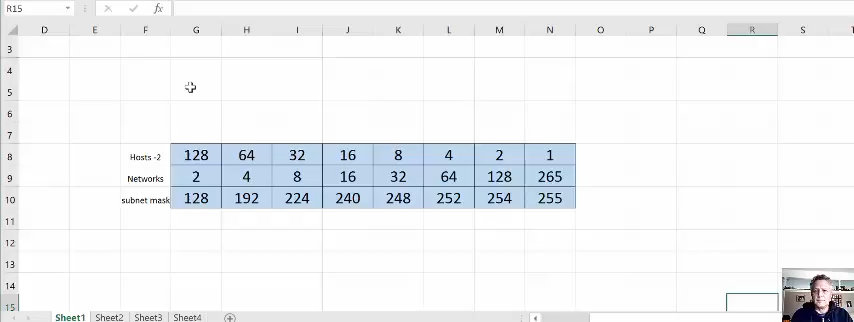 R15 fx
D E F G H I J K L M N O P Q R S T
3
4
5
6
7
8 Hosts -2 128 64 32 16 8 4 2 1
9 Networks 2 4 8 16 32 64 128 265
10 subnet mask 128 192 224 240 248 252 254 255
11
12
13
14
15
Sheet1 Sheet2 Sheet3 Sheet4